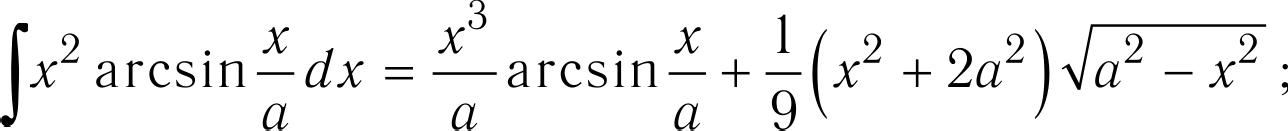 ∫x² arcsin x/a dx = x³/a arcsin x/a + 1/9 (x² + 2a²)√(a² − x²) ;